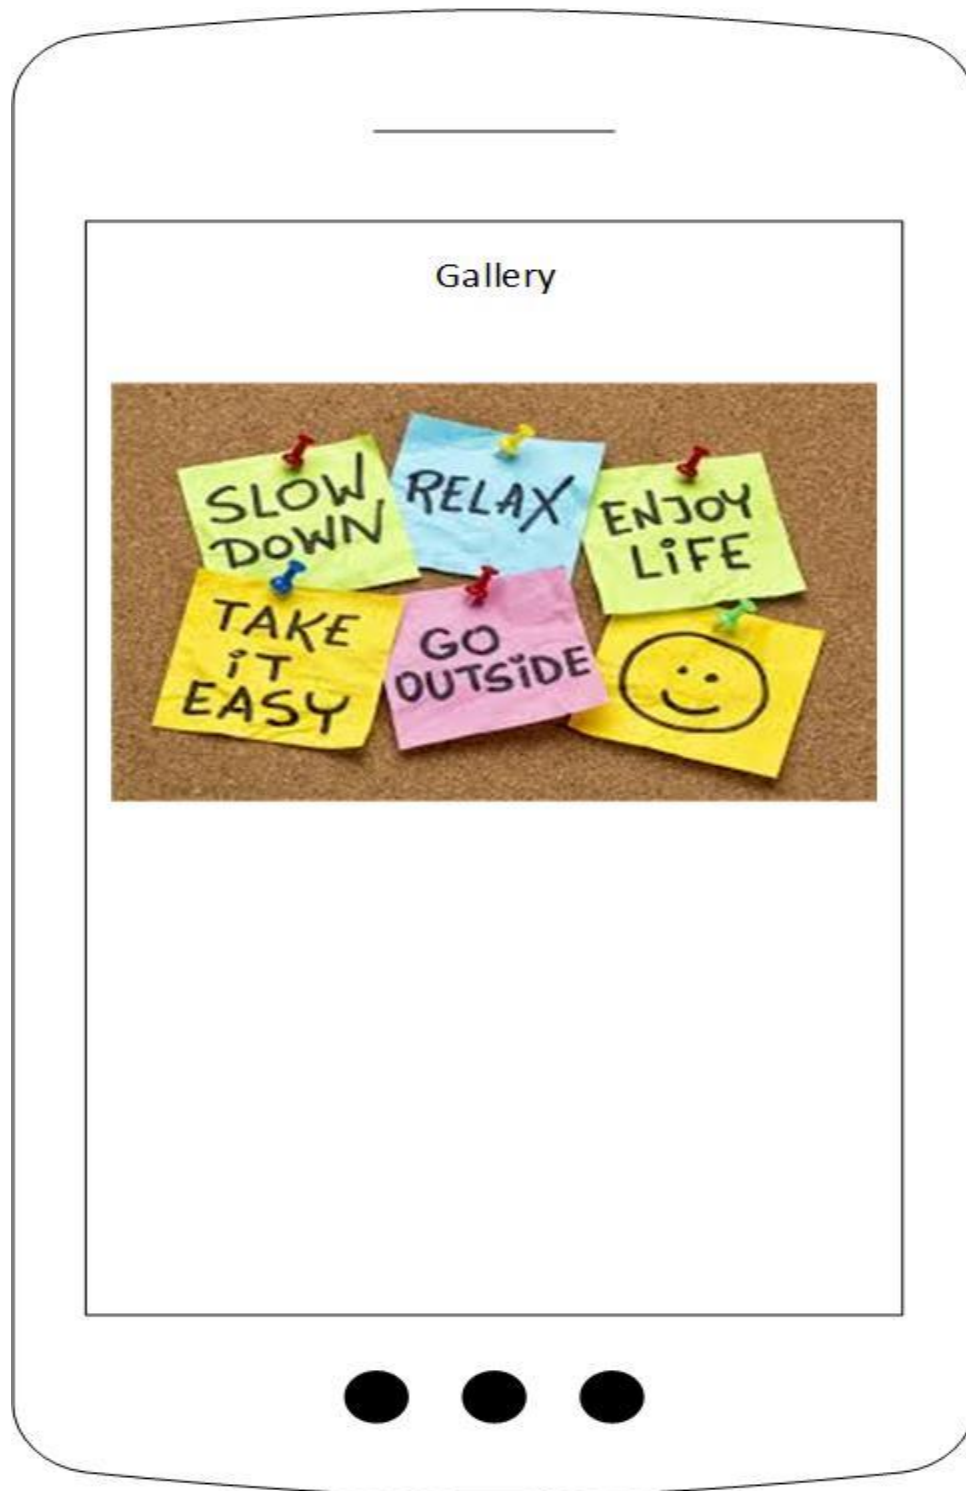 Gallery
SLOW
DOWN
RELAX
ENJOY
LiFE
TAKE
iT
EASY
GO
OUTSiDE